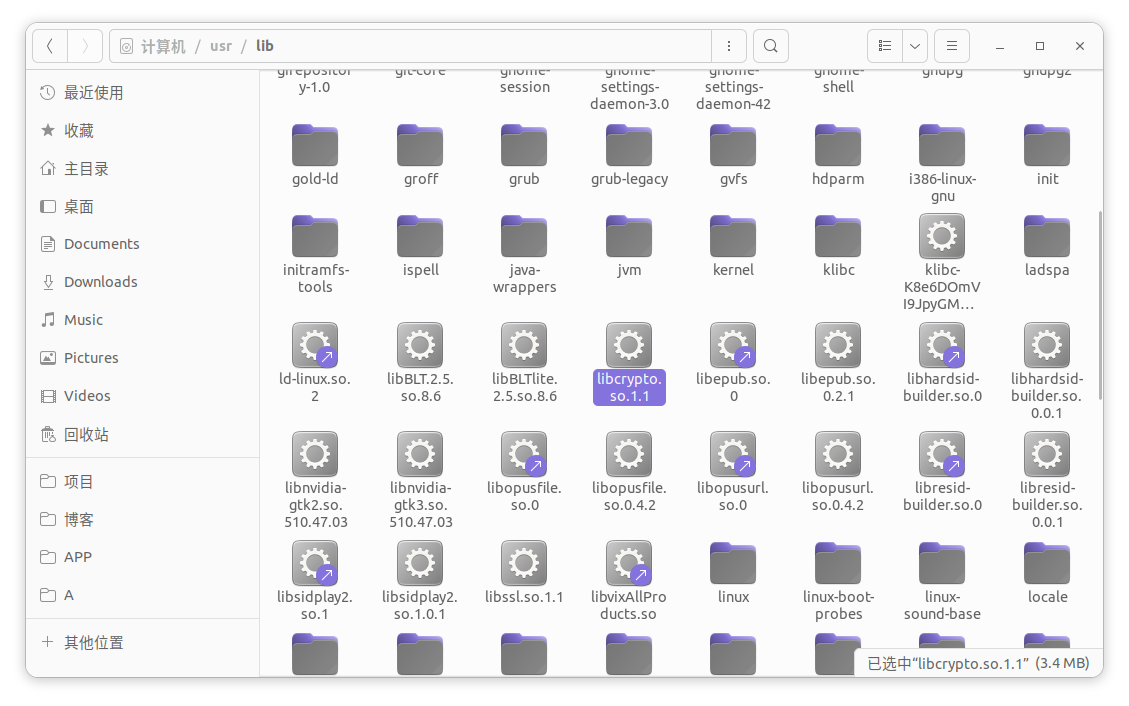 计算机 / usr / lib
最近使用
收藏
主目录
桌面
Documents
Downloads
Music
Pictures
Videos
回收站
项目
博客
APP
A
其他位置
girepositor
y-1.0
git-core
gnome-
session
gnome-
settings-
daemon-3.0
gnome-
settings-
daemon-42
gnome-
shell
gnupg
gnupg2
gold-ld
groff
grub
grub-legacy
gvfs
hdparm
i386-linux-
gnu
init
initramfs-
tools
ispell
java-
wrappers
jvm
kernel
klibc
klibc-
K8e6DOmV
I9JpyGM...
ladspa
ld-linux.so.
2
libBLT.2.5.
so.8.6
libBLTlite.
2.5.so.8.6
libcrypto.
so.1.1
libepub.so.
0
libepub.so.
0.2.1
libhardsid-
builder.so.0
libhardsid-
builder.so.
0.0.1
libnvidia-
gtk2.so.
510.47.03
libnvidia-
gtk3.so.
510.47.03
libopusfile.
so.0
libopusfile.
so.0.4.2
libopusurl.
so.0
libopusurl.
so.0.4.2
libresid-
builder.so.0
libresid-
builder.so.
0.0.1
libsidplay2.
so.1
libsidplay2.
so.1.0.1
libssl.so.1.1
libvixAllPro
ducts.so
linux
linux-boot-
probes
linux-
sound-base
locale
已选中“libcrypto.so.1.1” (3.4 MB)